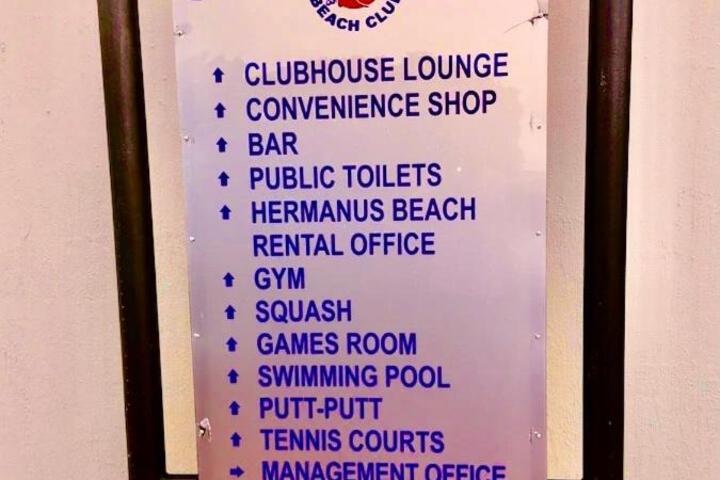 BEACH CLUB
↑ CLUBHOUSE LOUNGE
↑ CONVENIENCE SHOP
↑ BAR
↑ PUBLIC TOILETS
↑ HERMANUS BEACH
RENTAL OFFICE
↑ GYM
↑ SQUASH
↑ GAMES ROOM
↑ SWIMMING POOL
↑ PUTT-PUTT
↑ TENNIS COURTS
→ MANAGEMENT OFFICE